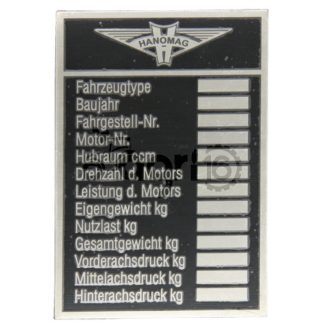 HANOMAG
Fahrzeugtype
Baujahr
Fahrgestell-Nr.
Motor-Nr.
Hubraum ccm
Drehzahl d. Motors
Leistung d. Motors
Eigengewicht kg
Nutzlast kg
Gesamtgewicht kg
Vorderachsdruck kg
Mittelachsdruck kg
Hinterachsdruck kg